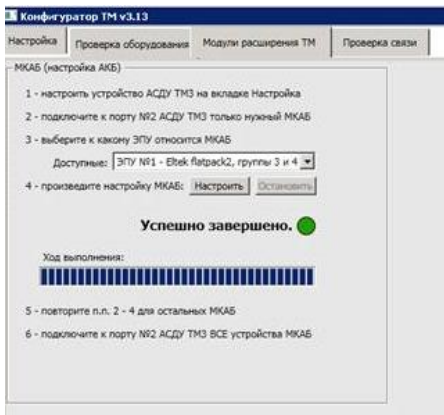 Конфигуратор ТМ v3.13
Настройка Проверка оборудования Модули расширения ТМ Проверка связи
МКАБ (настройка АКБ)
1 - настроить устройство АСДУ ТМ3 на вкладке Настройка
2 - подключите к порту №2 АСДУ ТМ3 только нужный МКАБ
3 - выберите к какому ЭПУ относится МКАБ
Доступные: ЭПУ №1 - Eltek flatpack2, группы 3 и 4
4 - произведите настройку МКАБ: Настроить Остановить
Успешно завершено.
Ход выполнения:
5 - повторите п.п. 2 - 4 для остальных МКАБ
6 - подключите к порту №2 АСДУ ТМ3 ВСЕ устройства МКАБ